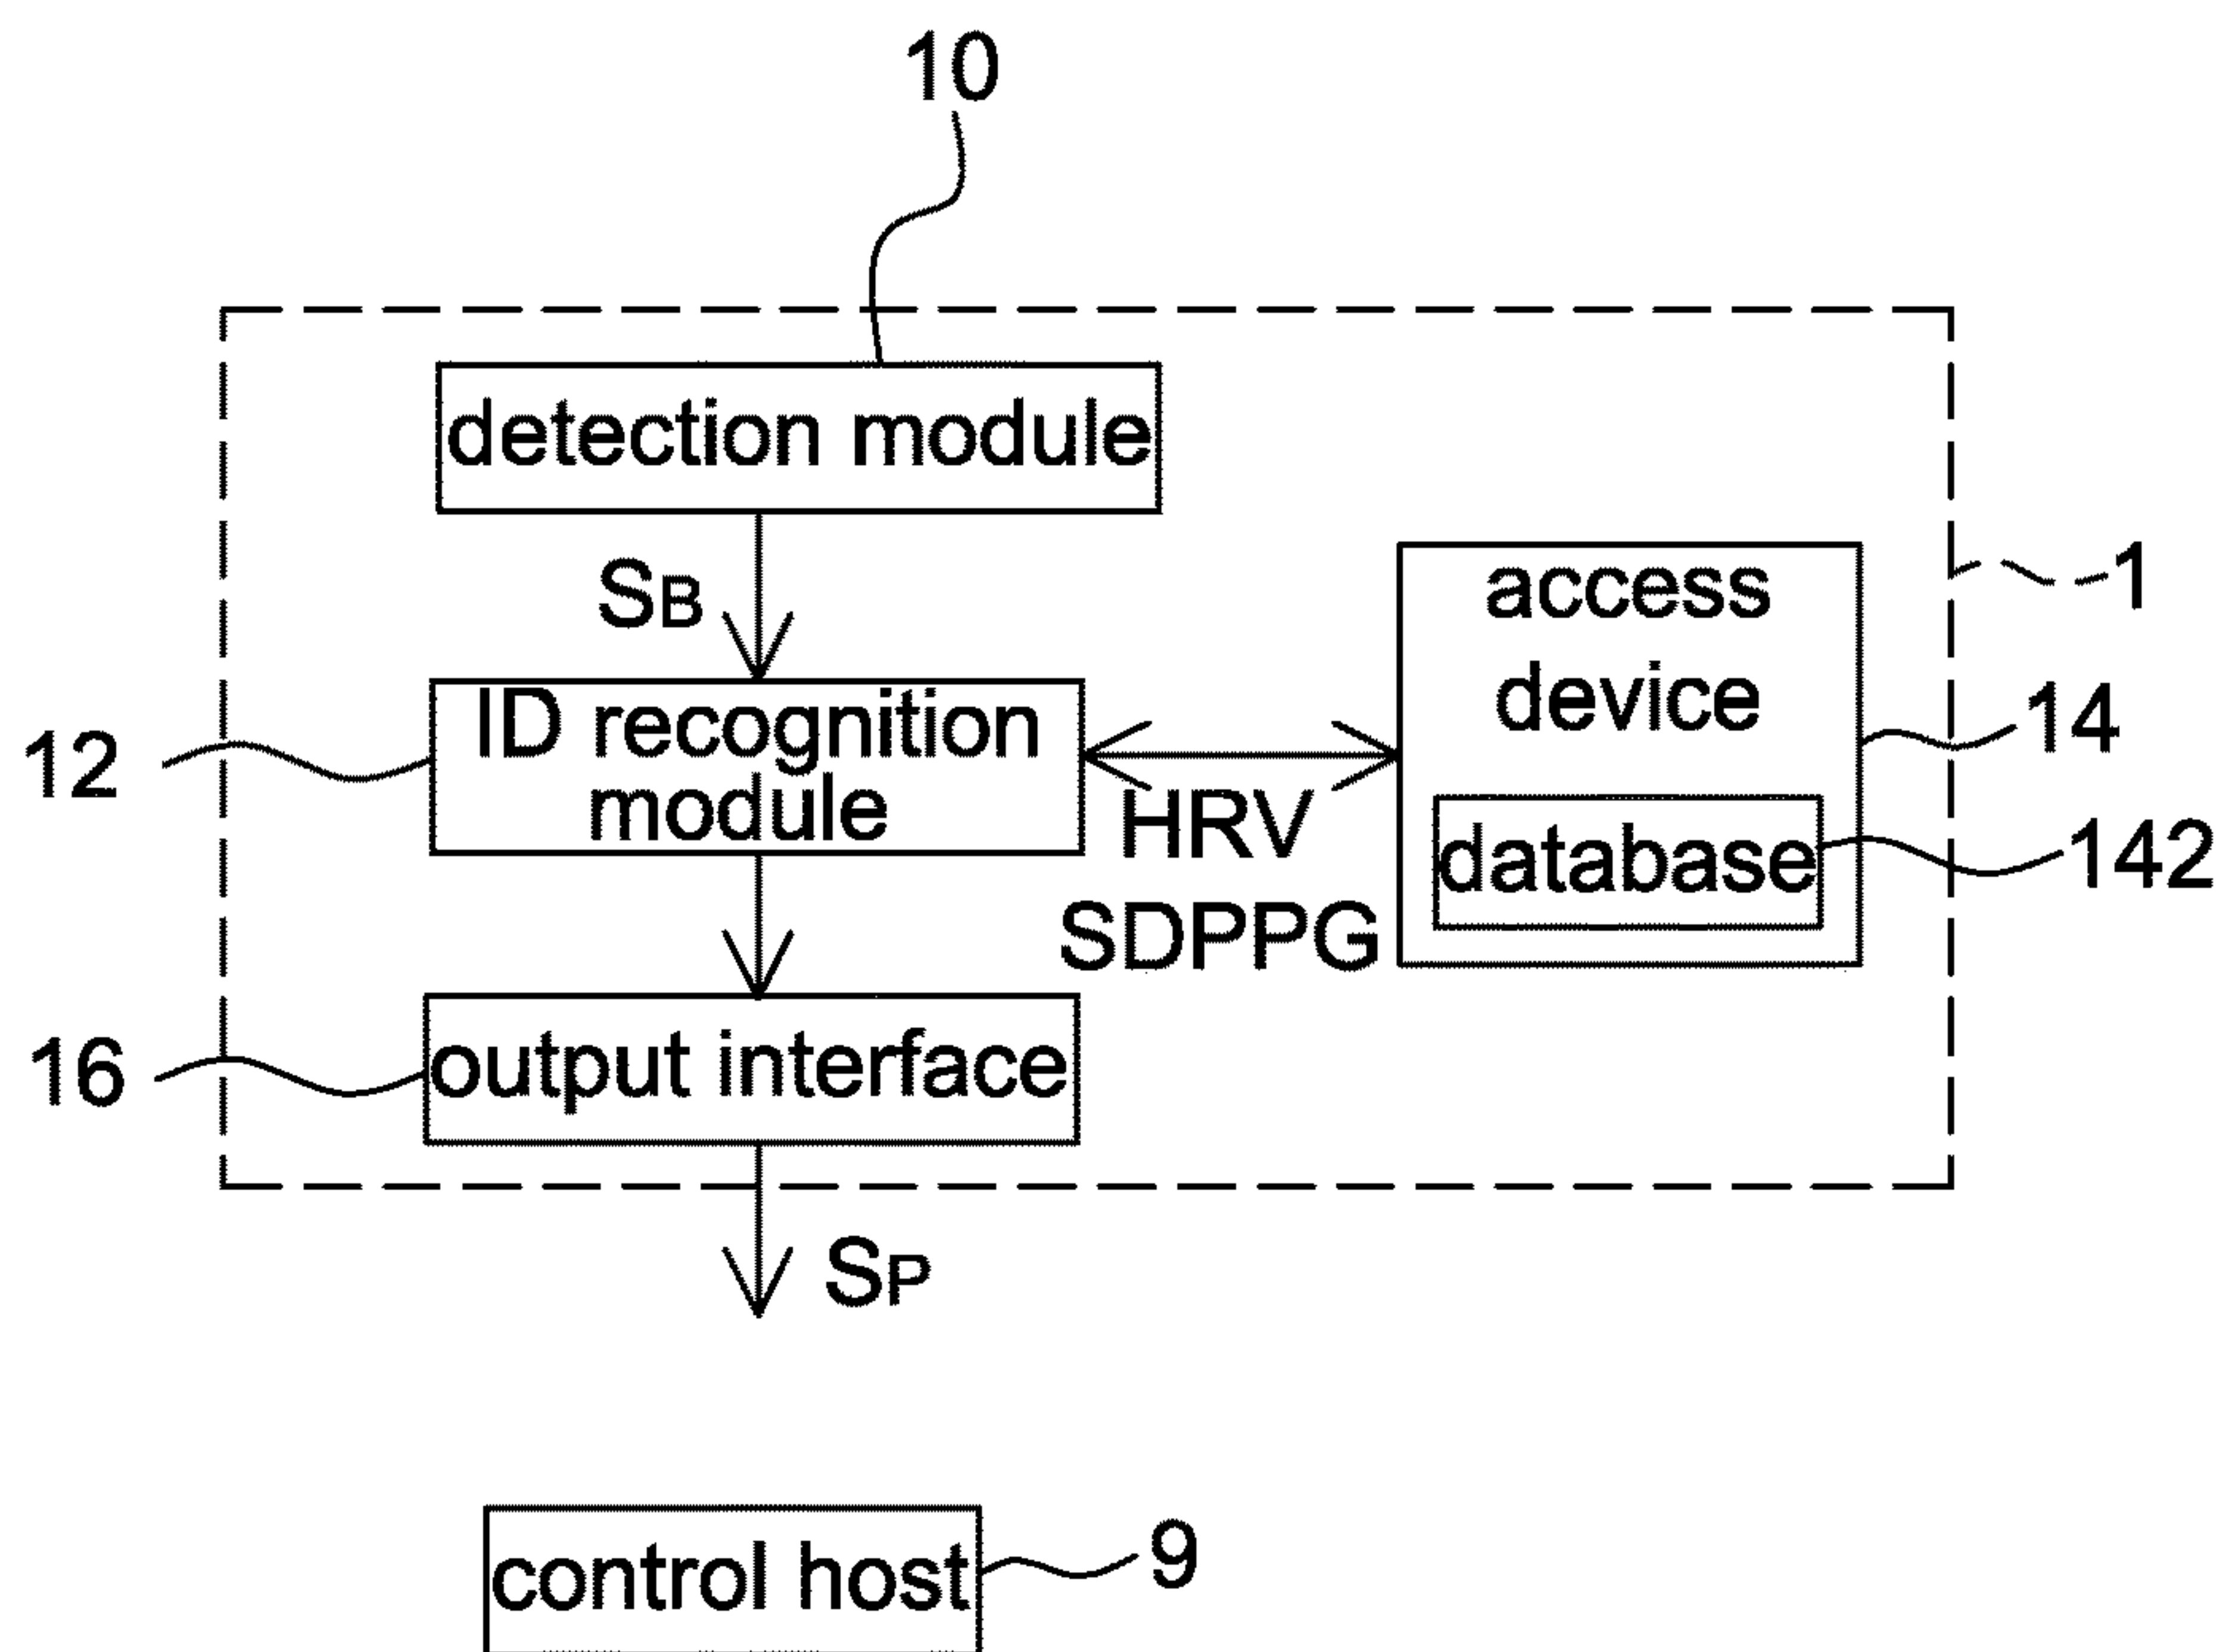 10
detection module
SB
1
access
device
14
12
ID recognition
module
HRV
SDPPG
database
142
16
output interface
SP
control host
9